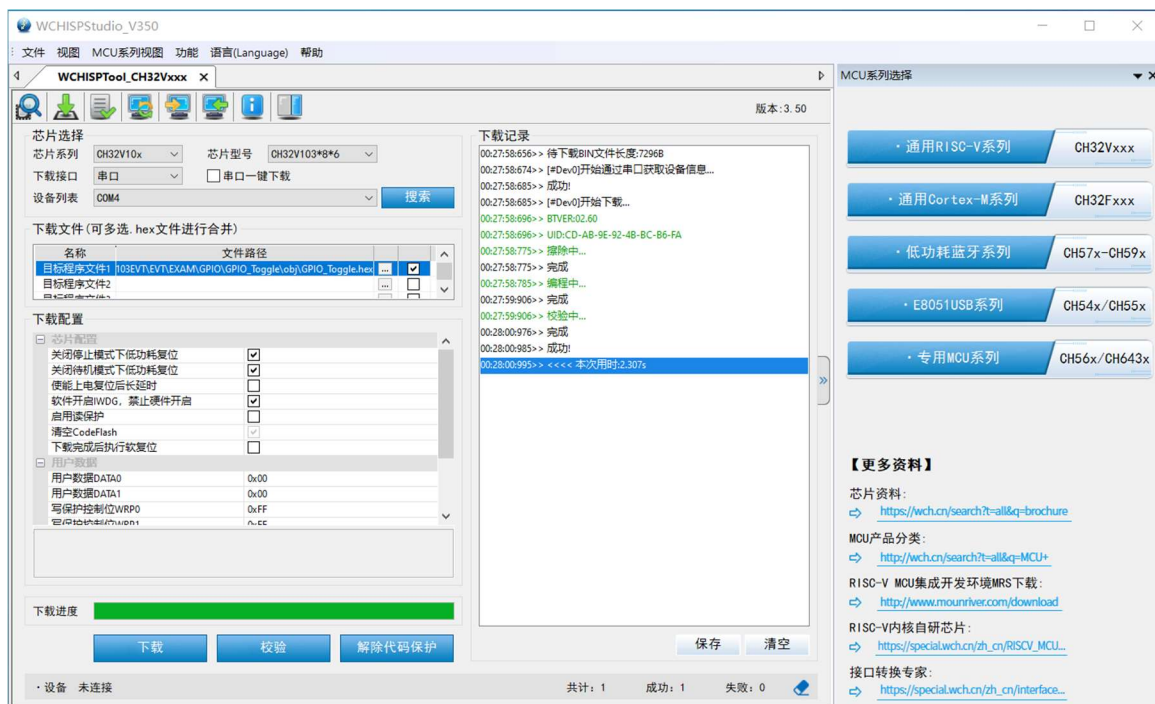 WCHISPStudio_V350
文件 视图 MCU系列视图 功能 语言(Language) 帮助
WCHISPTool_CH32Vxxx X
版本:3.50
芯片选择
芯片系列 CH32V10x 芯片型号 CH32V103*8*6
下载接口 串口 串口一键下载
设备列表 COM4 搜索
下载文件(可多选.hex文件进行合并)
名称 文件路径
目标程序文件1 103EVT\EVT\EXAM\GPIO\GPIO_Toggle\obj\GPIO_Toggle.hex ...
目标程序文件2 ...
目标程序文件3
下载配置
芯片配置
关闭停止模式下低功耗复位
关闭待机模式下低功耗复位
使能上电复位后长延时
软件开启IWDG，禁止硬件开启
启用读保护
清空CodeFlash
下载完成后执行软复位
用户数据
用户数据DATA0 0x00
用户数据DATA1 0x00
写保护控制位WRP0 0xFF
写保护控制位WRP1 0xFF
下载进度
下载 校验 解除代码保护
·设备 未连接
下载记录
00:27:58:656>> 待下载BIN文件长度:7296B
00:27:58:674>> [#Dev0]开始通过串口获取设备信息...
00:27:58:685>> 成功!
00:27:58:685>> [#Dev0]开始下载...
00:27:58:696>> BTVER:02.60
00:27:58:696>> UID:CD-AB-9E-92-4B-BC-B6-FA
00:27:58:775>> 擦除中...
00:27:58:775>> 完成
00:27:58:785>> 编程中...
00:27:59:906>> 完成
00:27:59:906>> 校验中...
00:28:00:976>> 完成
00:28:00:985>> 成功!
00:28:00:995>> <<<< 本次用时:2.307s
保存 清空
共计: 1 成功: 1 失败: 0
MCU系列选择
·通用RISC-V系列 CH32Vxxx
·通用Cortex-M系列 CH32Fxxx
·低功耗蓝牙系列 CH57x-CH59x
·E8051USB系列 CH54x/CH55x
·专用MCU系列 CH56x/CH643x
【更多资料】
芯片资料:
https://wch.cn/search?t=all&q=brochure
MCU产品分类:
http://wch.cn/search?t=all&q=MCU+
RISC-V MCU集成开发环境MRS下载:
http://www.mounriver.com/download
RISC-V内核自研芯片:
https://special.wch.cn/zh_cn/RISCV_MCU...
接口转换专家:
https://special.wch.cn/zh_cn/interface...